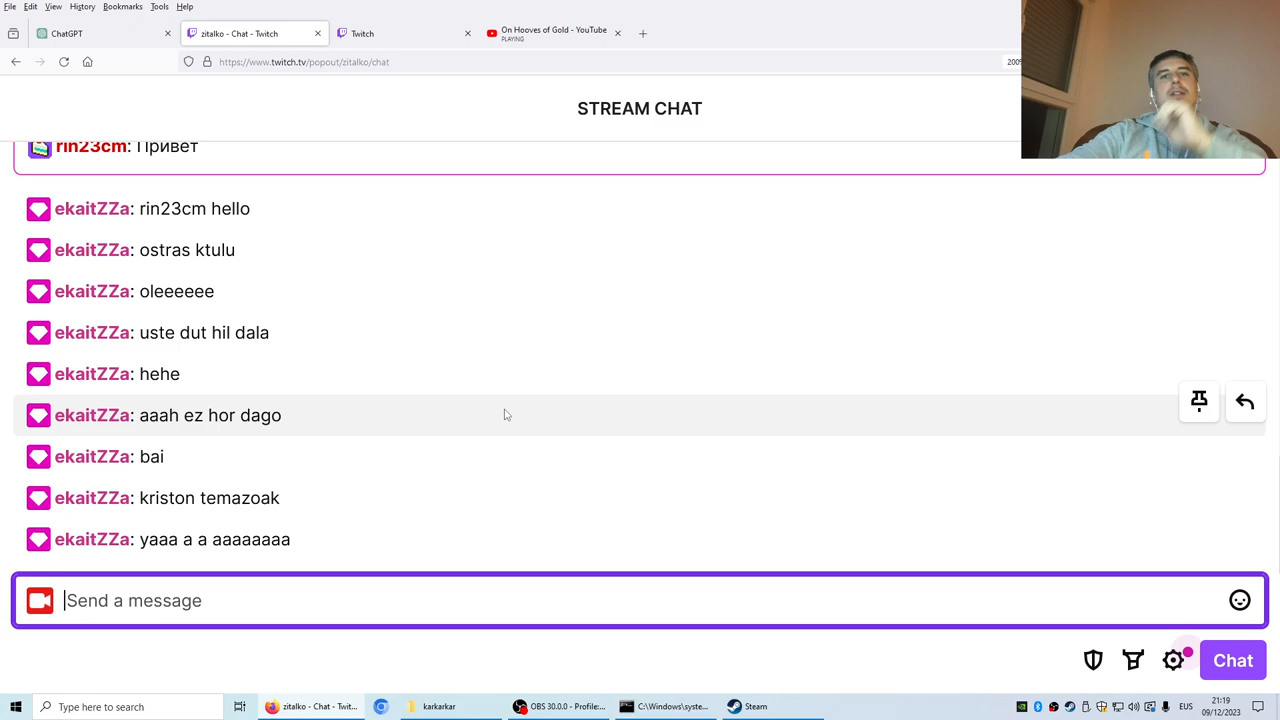 File Edit View History Bookmarks Tools Help
ChatGPT
zitalko - Chat - Twitch
Twitch
On Hooves of Gold - YouTube
PLAYING
https://www.twitch.tv/popout/zitalko/chat
200%
STREAM CHAT
rin23cm: Привет
ekaitZZa: rin23cm hello
ekaitZZa: ostras ktulu
ekaitZZa: oleeeeee
ekaitZZa: uste dut hil dala
ekaitZZa: hehe
ekaitZZa: aaah ez hor dago
ekaitZZa: bai
ekaitZZa: kriston temazoak
ekaitZZa: yaaa a a aaaaaaaa
Send a message
Chat
Type here to search
zitalko - Chat - Twit...
karkarkar
OBS 30.0.0 - Profile:...
C:\Windows\syste...
Steam
EUS
21:19
09/12/2023